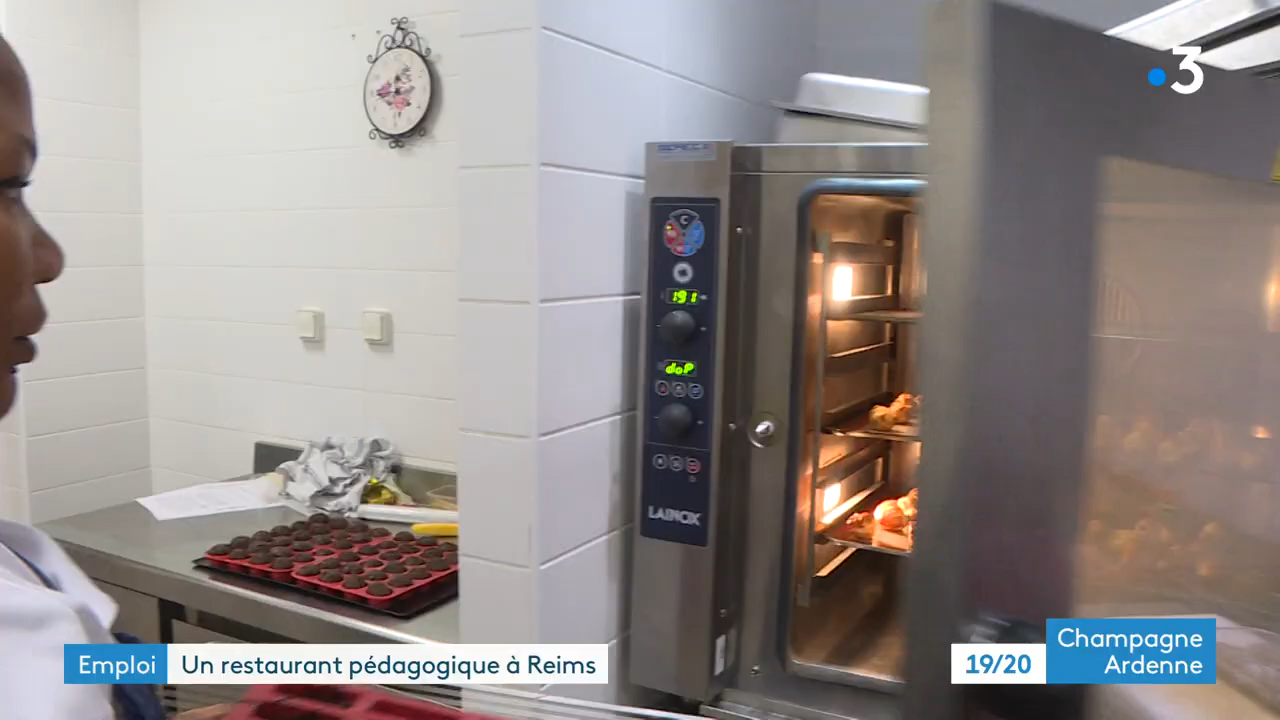 3
191
doP
LAINOX
Emploi
Un restaurant pédagogique à Reims
19/20
Champagne
Ardenne